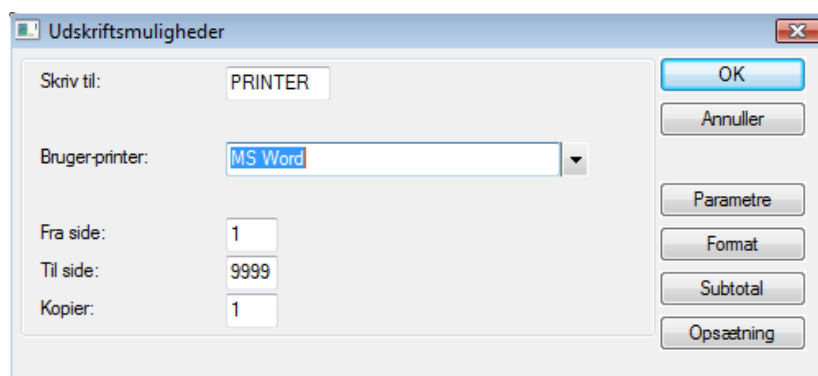 Udskriftsmuligheder
Skriv til: PRINTER
OK
Annuller
Bruger-printer: MS Word
Parametre
Fra side: 1
Format
Til side: 9999
Subtotal
Kopier: 1
Opsætning